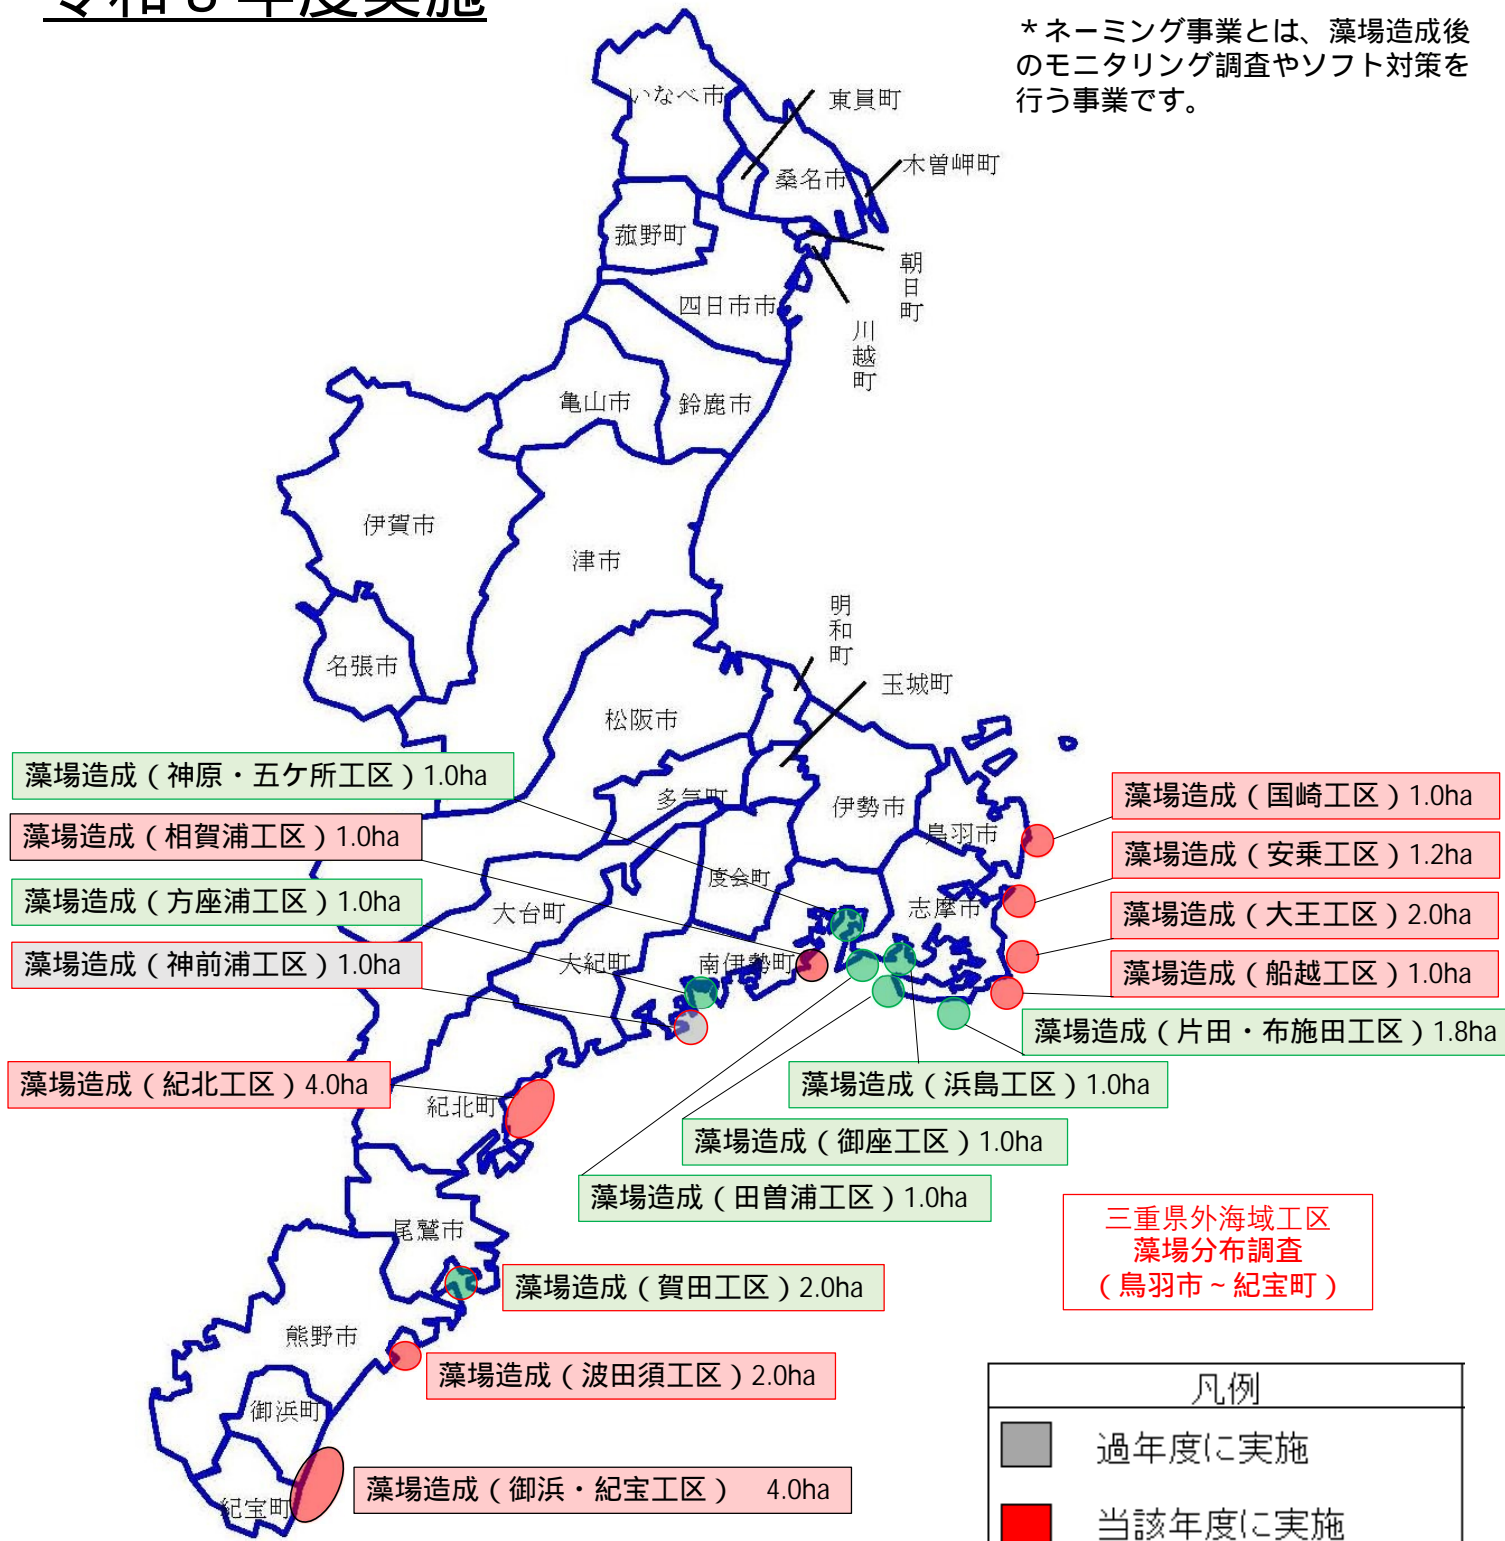 ＊ネーミング事業とは、藻場造成後
のモニタリング調査やソフト対策を
行う事業です。
いなべ市
東員町
桑名市
木曽岬町
菰野町
朝日町
四日市市
川越町
亀山市
鈴鹿市
伊賀市
津市
名張市
明和町
玉城町
松阪市
藻場造成（神原・五ケ所工区）1.0ha
多気町
伊勢市
藻場造成（国崎工区）1.0ha
藻場造成（相賀浦工区）1.0ha
鳥羽市
藻場造成（安乗工区）1.2ha
度会町
藻場造成（方座浦工区）1.0ha
大台町
志摩市
藻場造成（大王工区）2.0ha
藻場造成（神前浦工区）1.0ha
大紀町
南伊勢町
藻場造成（船越工区）1.0ha
藻場造成（片田・布施田工区）1.8ha
藻場造成（紀北工区）4.0ha
紀北町
藻場造成（浜島工区）1.0ha
藻場造成（御座工区）1.0ha
藻場造成（田曽浦工区）1.0ha
尾鷲市
三重県外海域工区
藻場分布調査
（鳥羽市～紀宝町）
藻場造成（賀田工区）2.0ha
熊野市
藻場造成（波田須工区）2.0ha
御浜町
凡例
過年度に実施
藻場造成（御浜・紀宝工区）　4.0ha
紀宝町
当該年度に実施